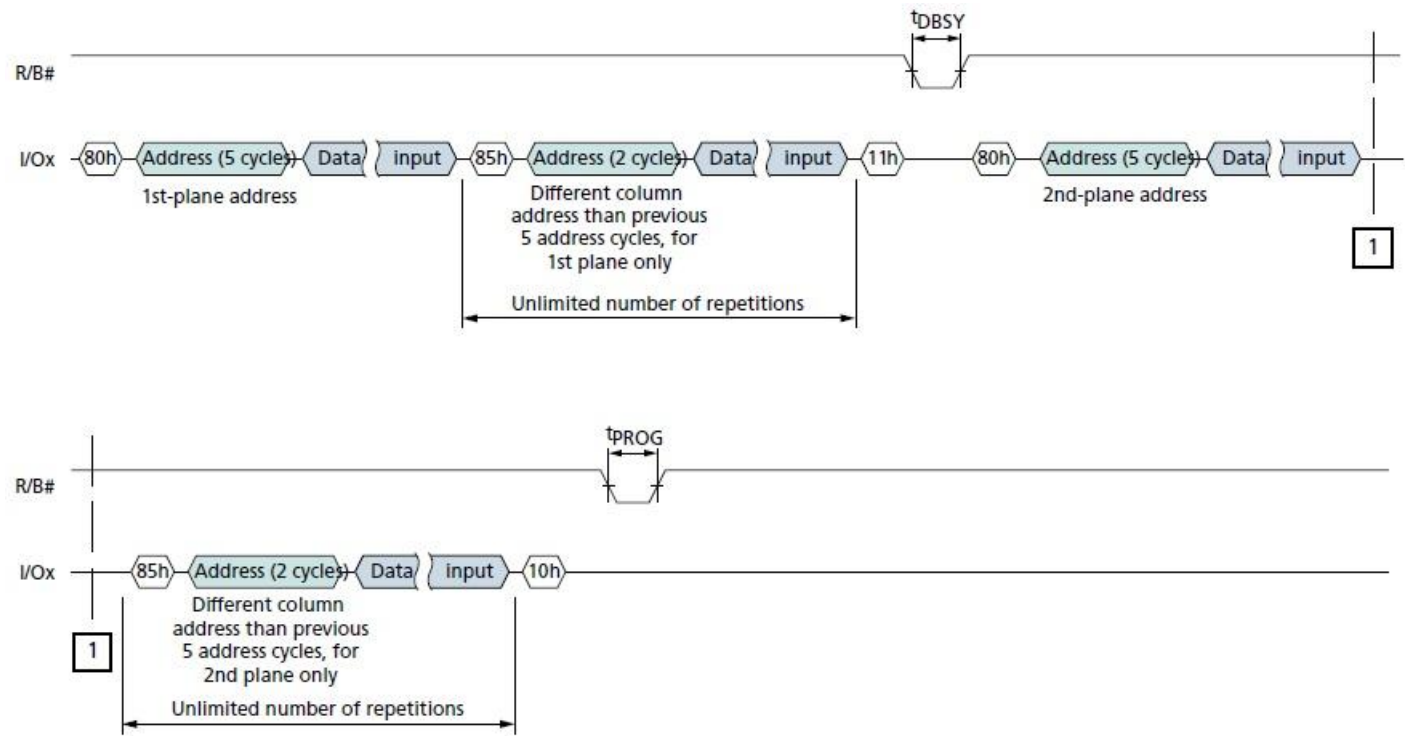 tDBSY
R/B#
I/Ox 80h Address (5 cycles) Data input 85h Address (2 cycles) Data input 11h 80h Address (5 cycles) Data input
1st-plane address
Different column
address than previous
5 address cycles, for
1st plane only
2nd-plane address
1
Unlimited number of repetitions
tPROG
R/B#
I/Ox 85h Address (2 cycles) Data input 10h
Different column
address than previous
5 address cycles, for
2nd plane only
1
Unlimited number of repetitions